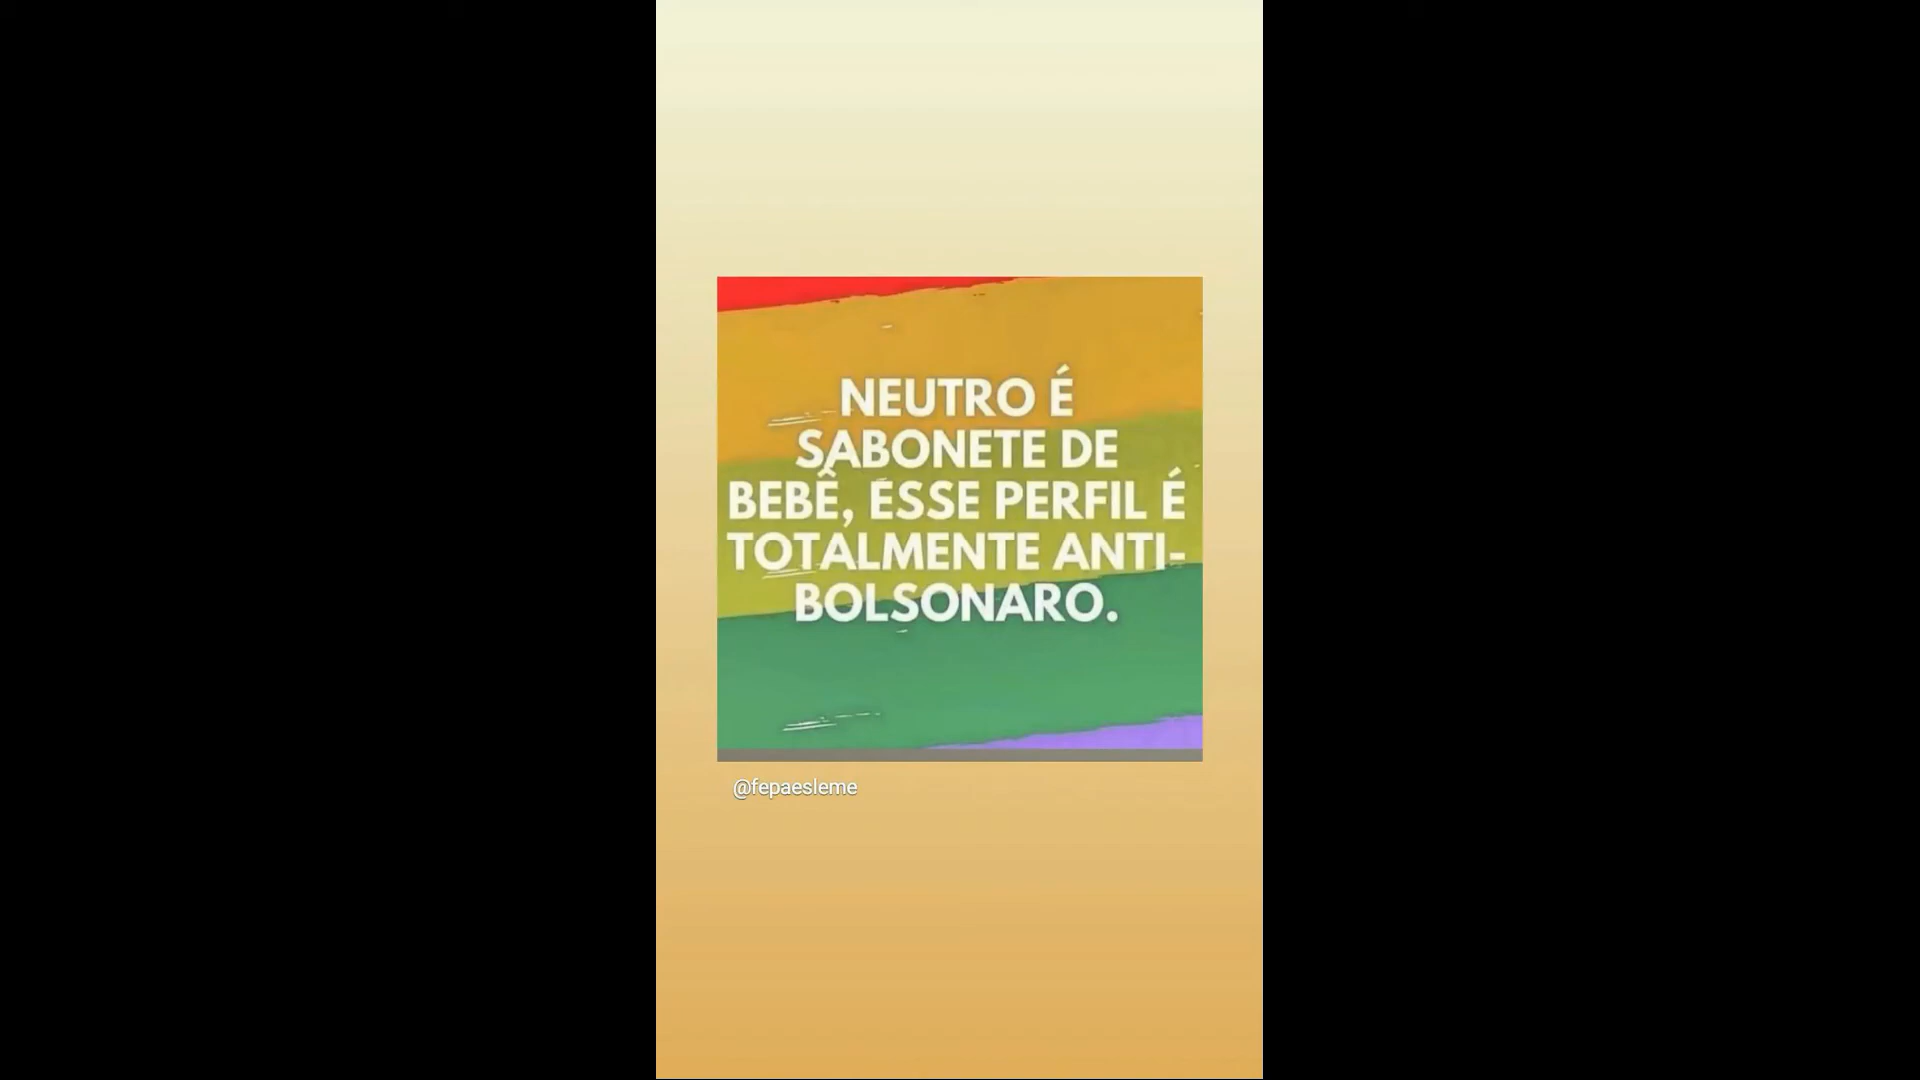 NEUTRO É
SABONETE DE
BEBÊ, ESSE PERFIL É
TOTALMENTE ANTI-
BOLSONARO.
@fepaesleme